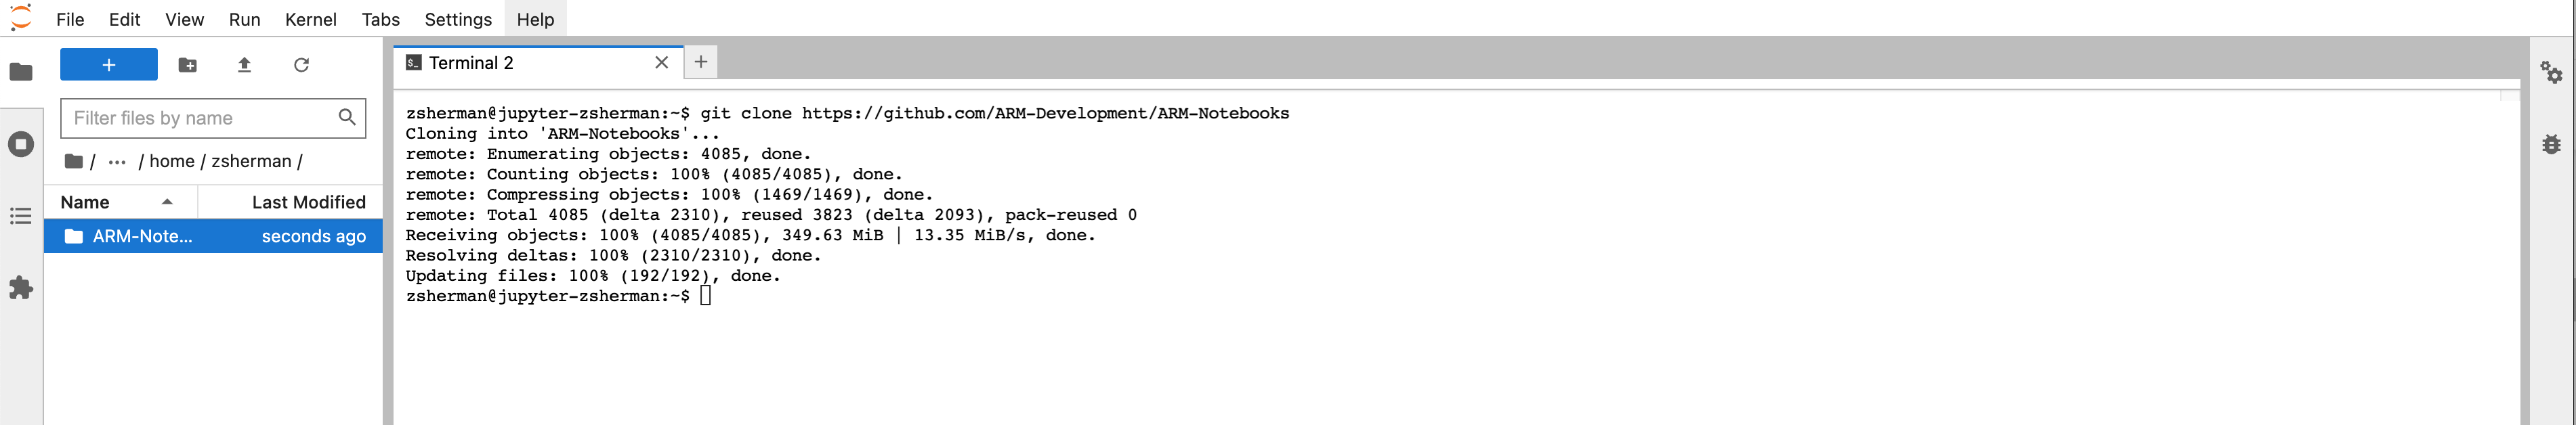 File Edit View Run Kernel Tabs Settings Help
+
Filter files by name
/ ··· / home / zsherman /
Name Last Modified
ARM-Note... seconds ago
$_ Terminal 2 × +
zsherman@jupyter-zsherman:~$ git clone https://github.com/ARM-Development/ARM-Notebooks
Cloning into 'ARM-Notebooks'...
remote: Enumerating objects: 4085, done.
remote: Counting objects: 100% (4085/4085), done.
remote: Compressing objects: 100% (1469/1469), done.
remote: Total 4085 (delta 2310), reused 3823 (delta 2093), pack-reused 0
Receiving objects: 100% (4085/4085), 349.63 MiB | 13.35 MiB/s, done.
Resolving deltas: 100% (2310/2310), done.
Updating files: 100% (192/192), done.
zsherman@jupyter-zsherman:~$